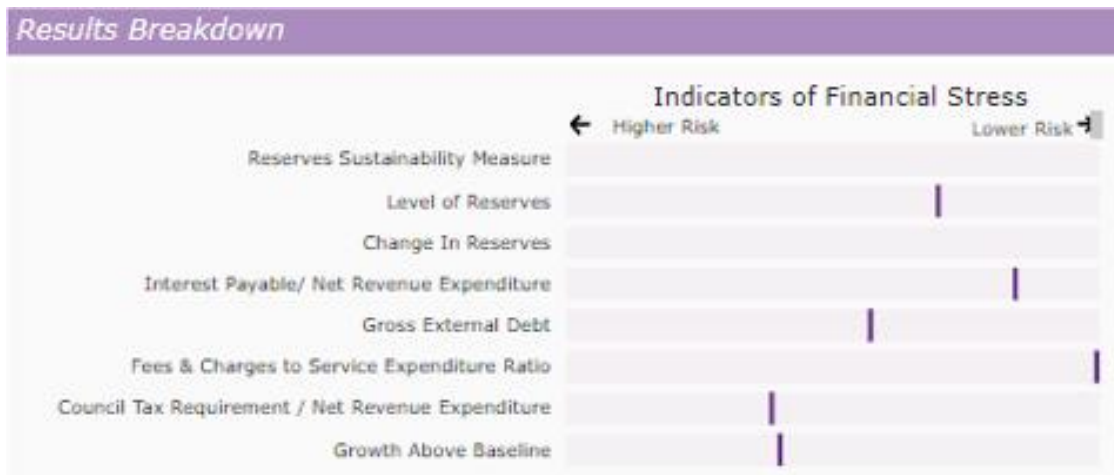 Results Breakdown
Indicators of Financial Stress
Higher Risk
Lower Risk
Reserves Sustainability Measure
Level of Reserves
Change In Reserves
Interest Payable/ Net Revenue Expenditure
Gross External Debt
Fees & Charges to Service Expenditure Ratio
Council Tax Requirement / Net Revenue Expenditure
Growth Above Baseline